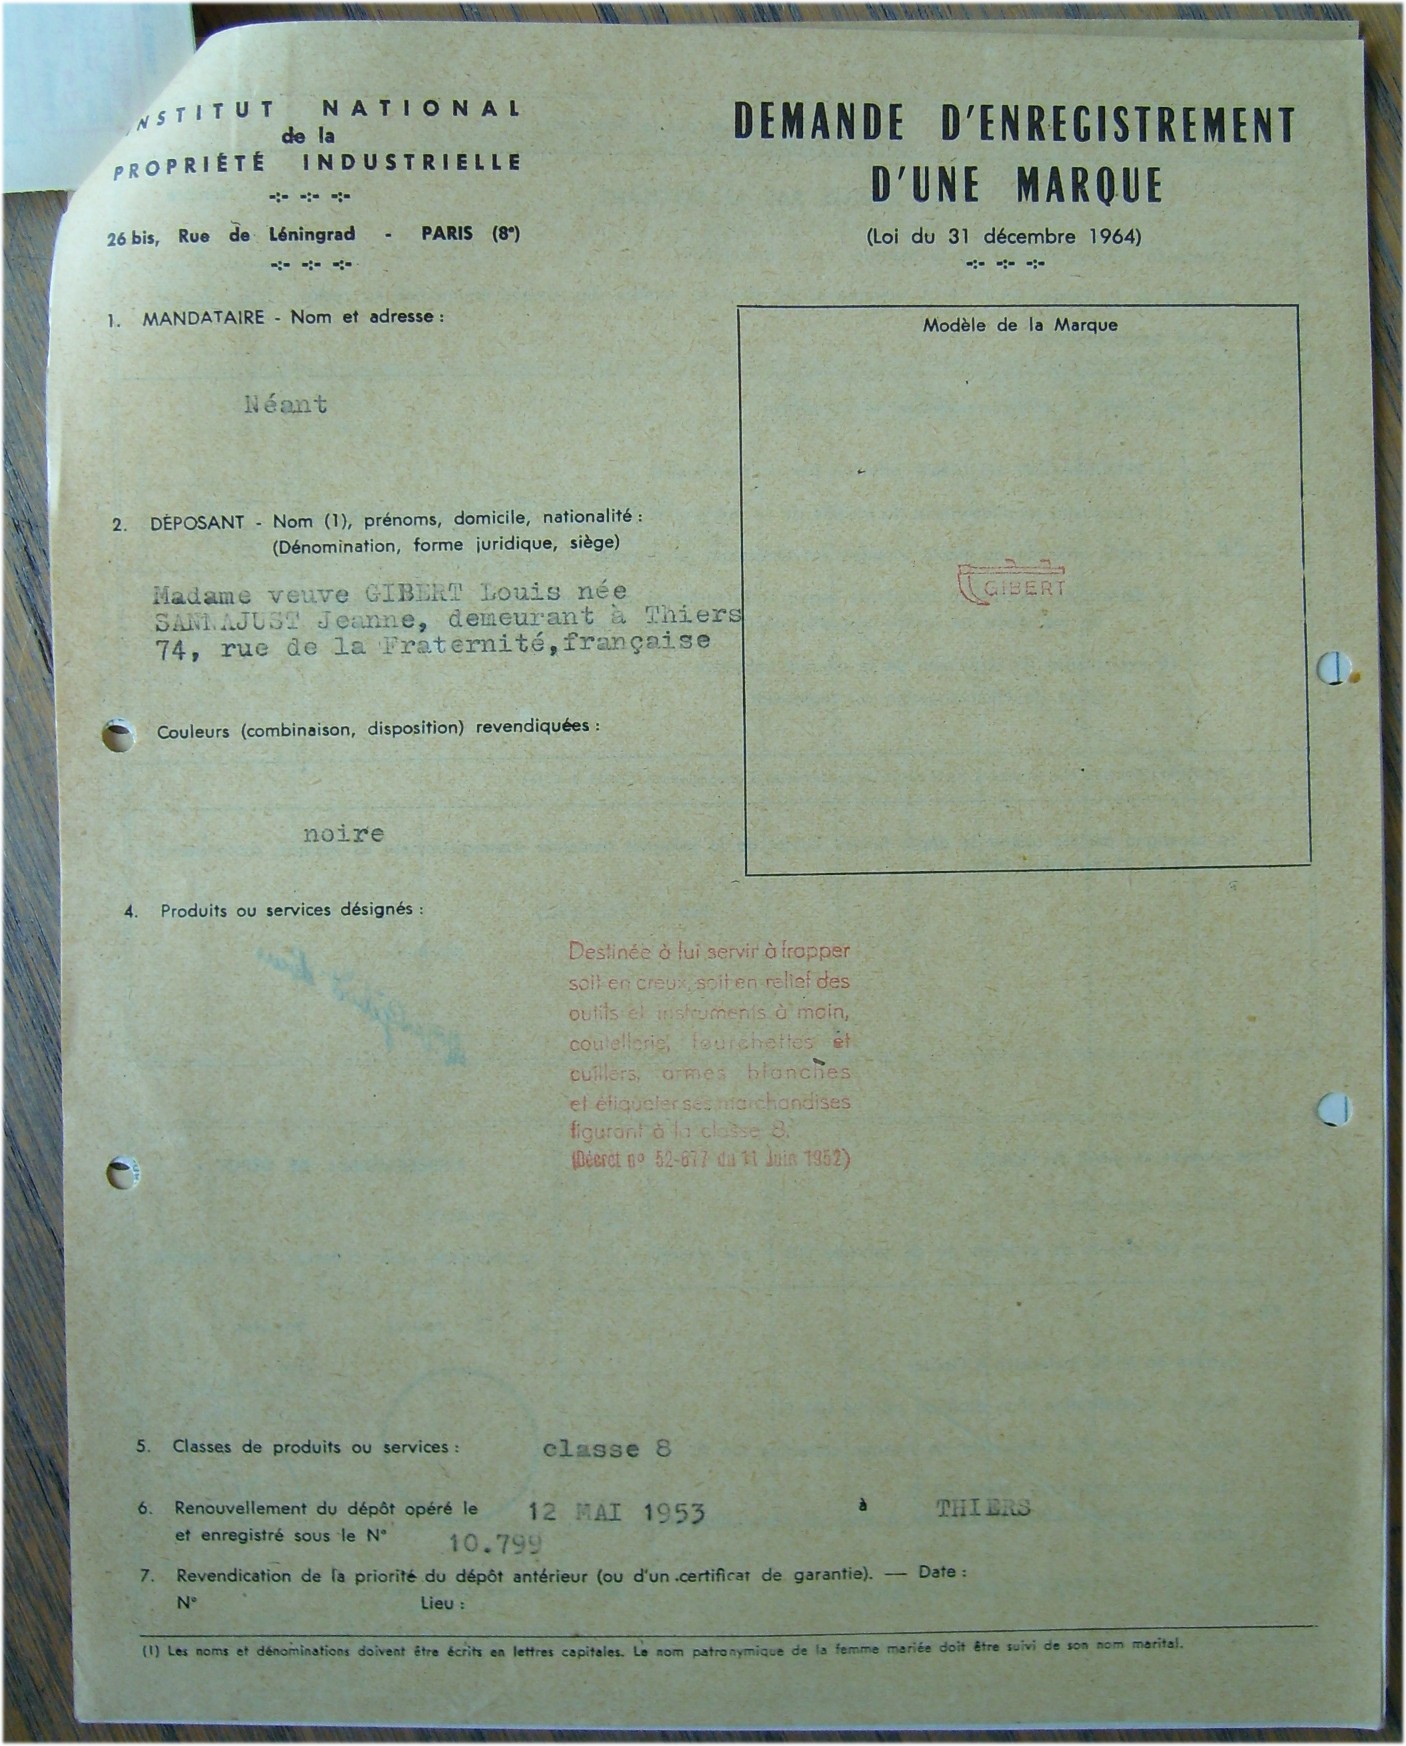 INSTITUT NATIONAL
de la
PROPRIÉTÉ INDUSTRIELLE
26 bis, Rue de Léningrad - PARIS (8e)
DEMANDE D'ENREGISTREMENT
D'UNE MARQUE
(Loi du 31 décembre 1964)
1. MANDATAIRE - Nom et adresse :
Néant
Modèle de la Marque
GIBERT
2. DÉPOSANT - Nom (1), prénoms, domicile, nationalité :
(Dénomination, forme juridique, siège)
Madame veuve GIBERT Louis née
SANNAJUST Jeanne, demeurant à Thiers
74, rue de la Fraternité, française
Couleurs (combinaison, disposition) revendiquées :
noire
4. Produits ou services désignés :
Destinée à lui servir à frapper
soit en creux, soit en relief des
outils et instruments à main,
coutellerie, fourchettes et
cuillers, armes blanches
et étiqueter ses marchandises
figurant à la classe 8.
(Décret nº 52-677 du 11 Juin 1952)
5. Classes de produits ou services : classe 8
6. Renouvellement du dépôt opéré le 12 MAI 1953 à THIERS
et enregistré sous le N° 10.799
7. Revendication de la priorité du dépôt antérieur (ou d'un certificat de garantie). — Date :
N° Lieu :
(1) Les noms et dénominations doivent être écrits en lettres capitales. Le nom patronymique de la femme mariée doit être suivi de son nom marital.